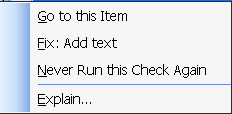 Go to this Item
Fix: Add text
Never Run this Check Again
Explain...